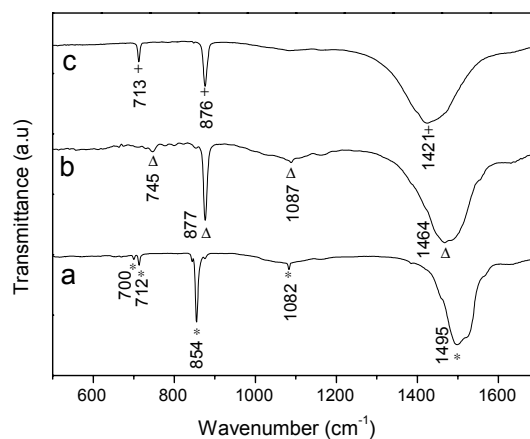 c
713
+
876
+
1421
+
b
745
Δ
877
Δ
1087
Δ
1464
Δ
a
700
*
712
*
854
*
1082
*
1495
*
Transmittance (a.u)
600 800 1000 1200 1400 1600
Wavenumber (cm⁻¹)